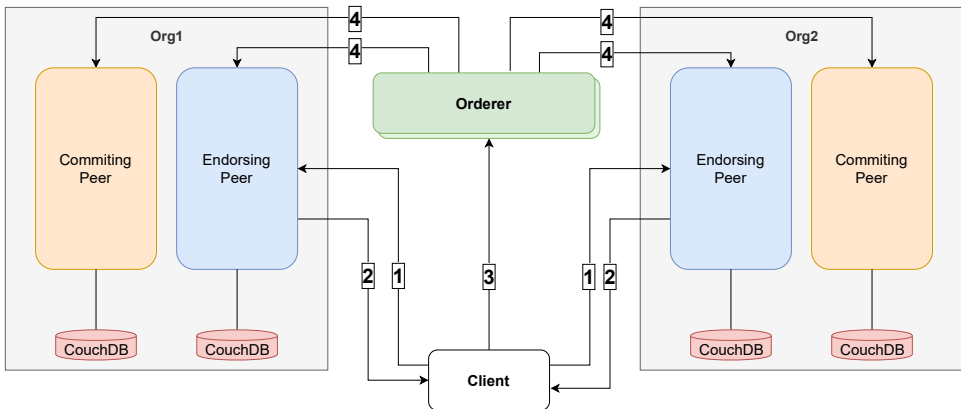 4
4
Org1
4
4
Org2
Orderer
Commiting
Peer
Endorsing
Peer
Endorsing
Peer
Commiting
Peer
2
1
3
1
2
CouchDB
CouchDB
CouchDB
CouchDB
Client